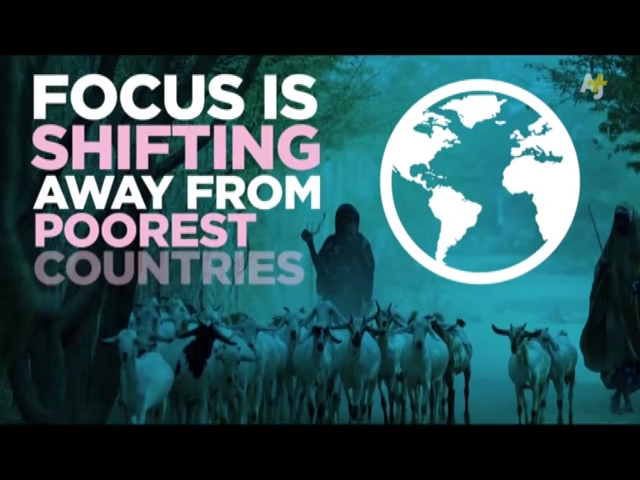 FOCUS IS
SHIFTING
AWAY FROM
POOREST
COUNTRIES
AJ+